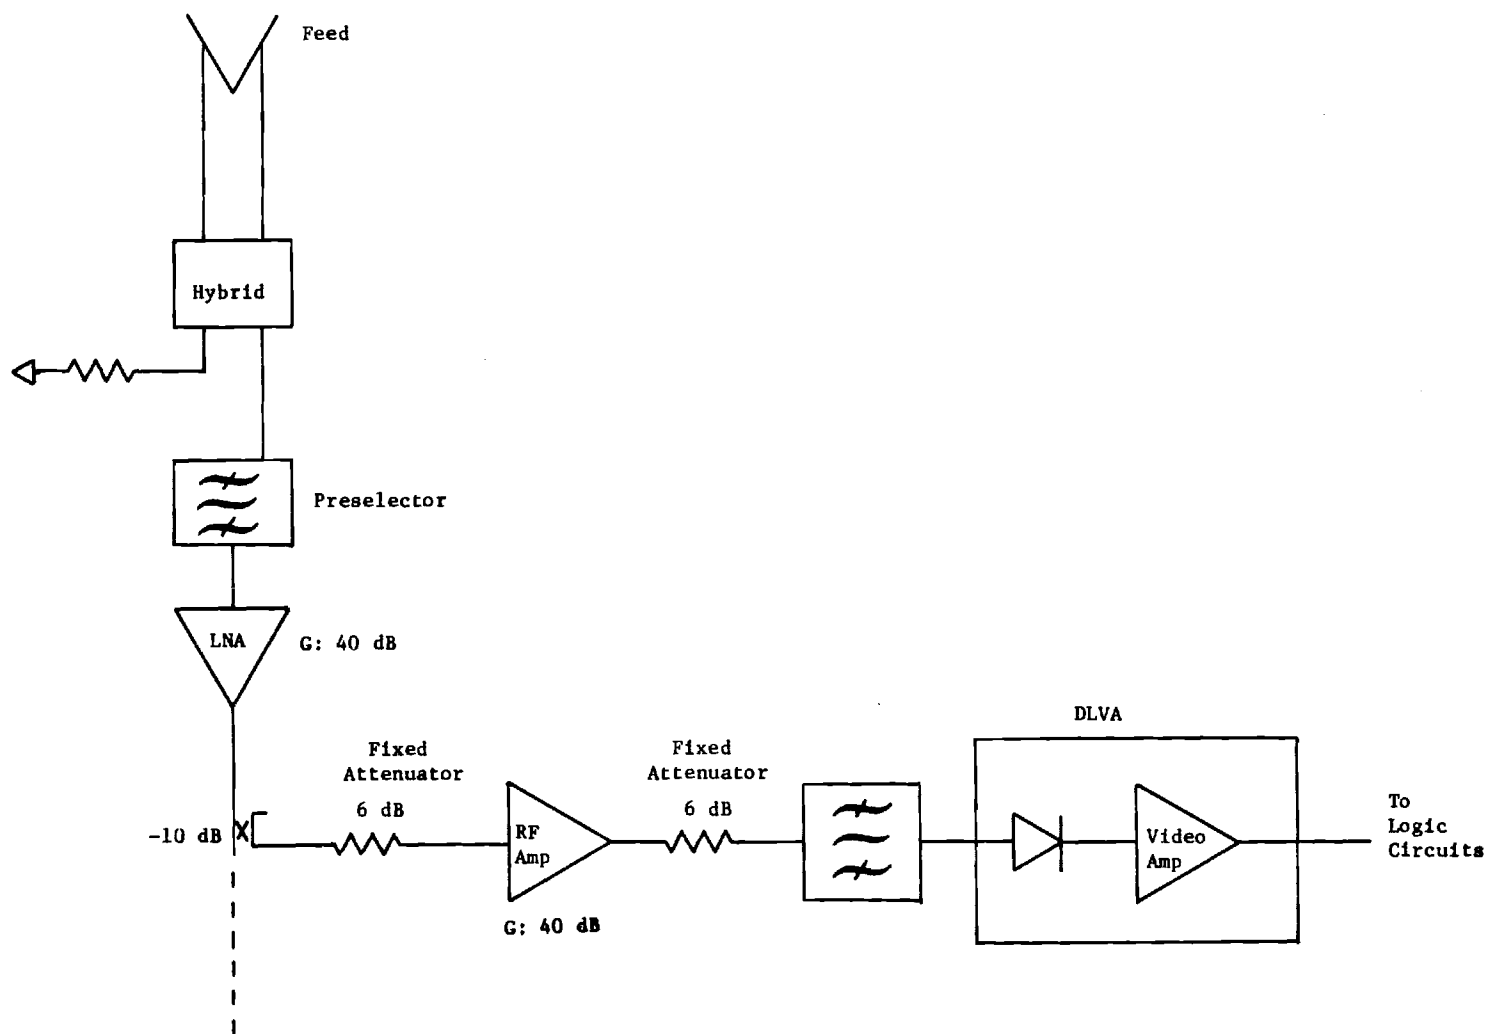 Feed
Hybrid
Preselector
LNA
G: 40 dB
DLVA
Fixed
Attenuator
6 dB
Fixed
Attenuator
6 dB
-10 dB
RF
Amp
Video
Amp
To
Logic
Circuits
G: 40 dB